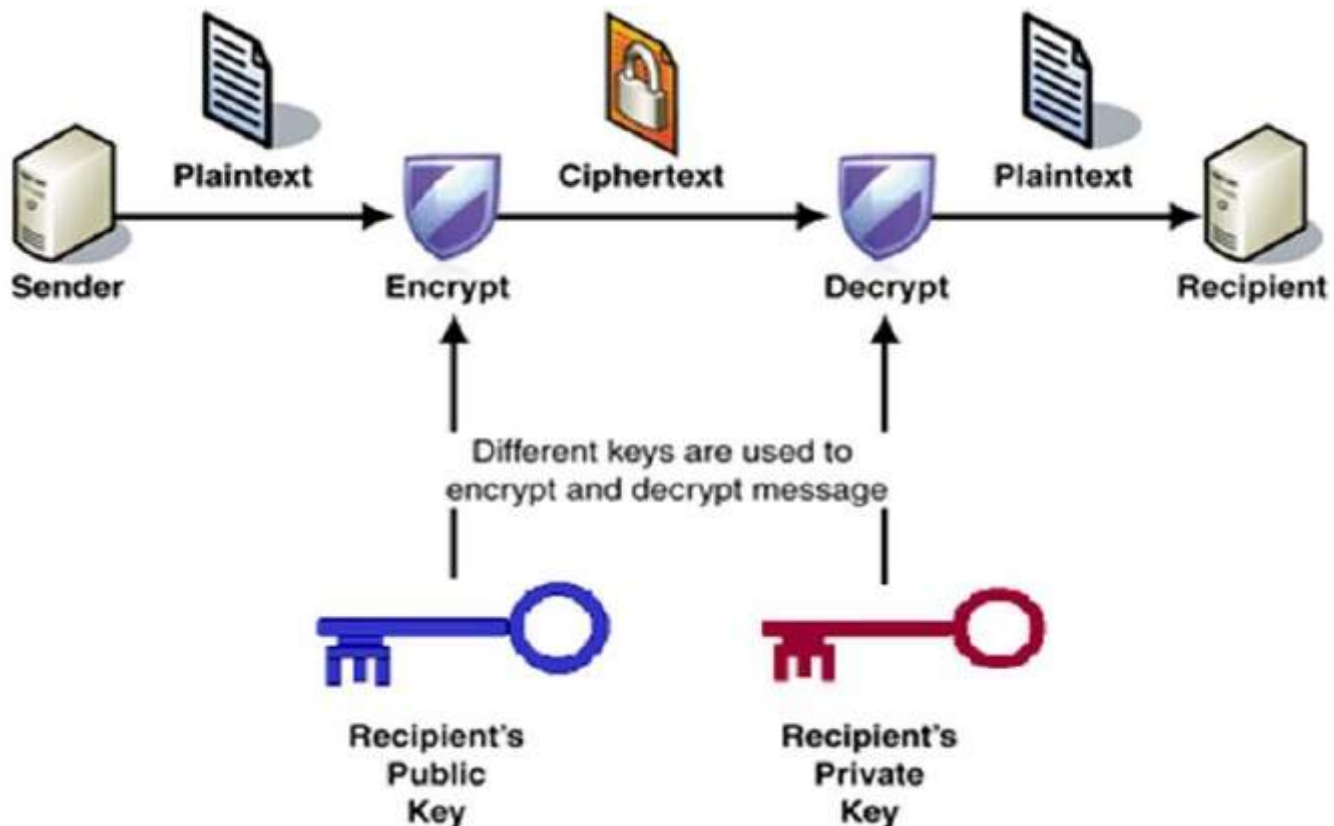 Plaintext
Ciphertext
Plaintext
Sender
Encrypt
Decrypt
Recipient
Different keys are used to
encrypt and decrypt message
Recipient's
Public
Key
Recipient's
Private
Key